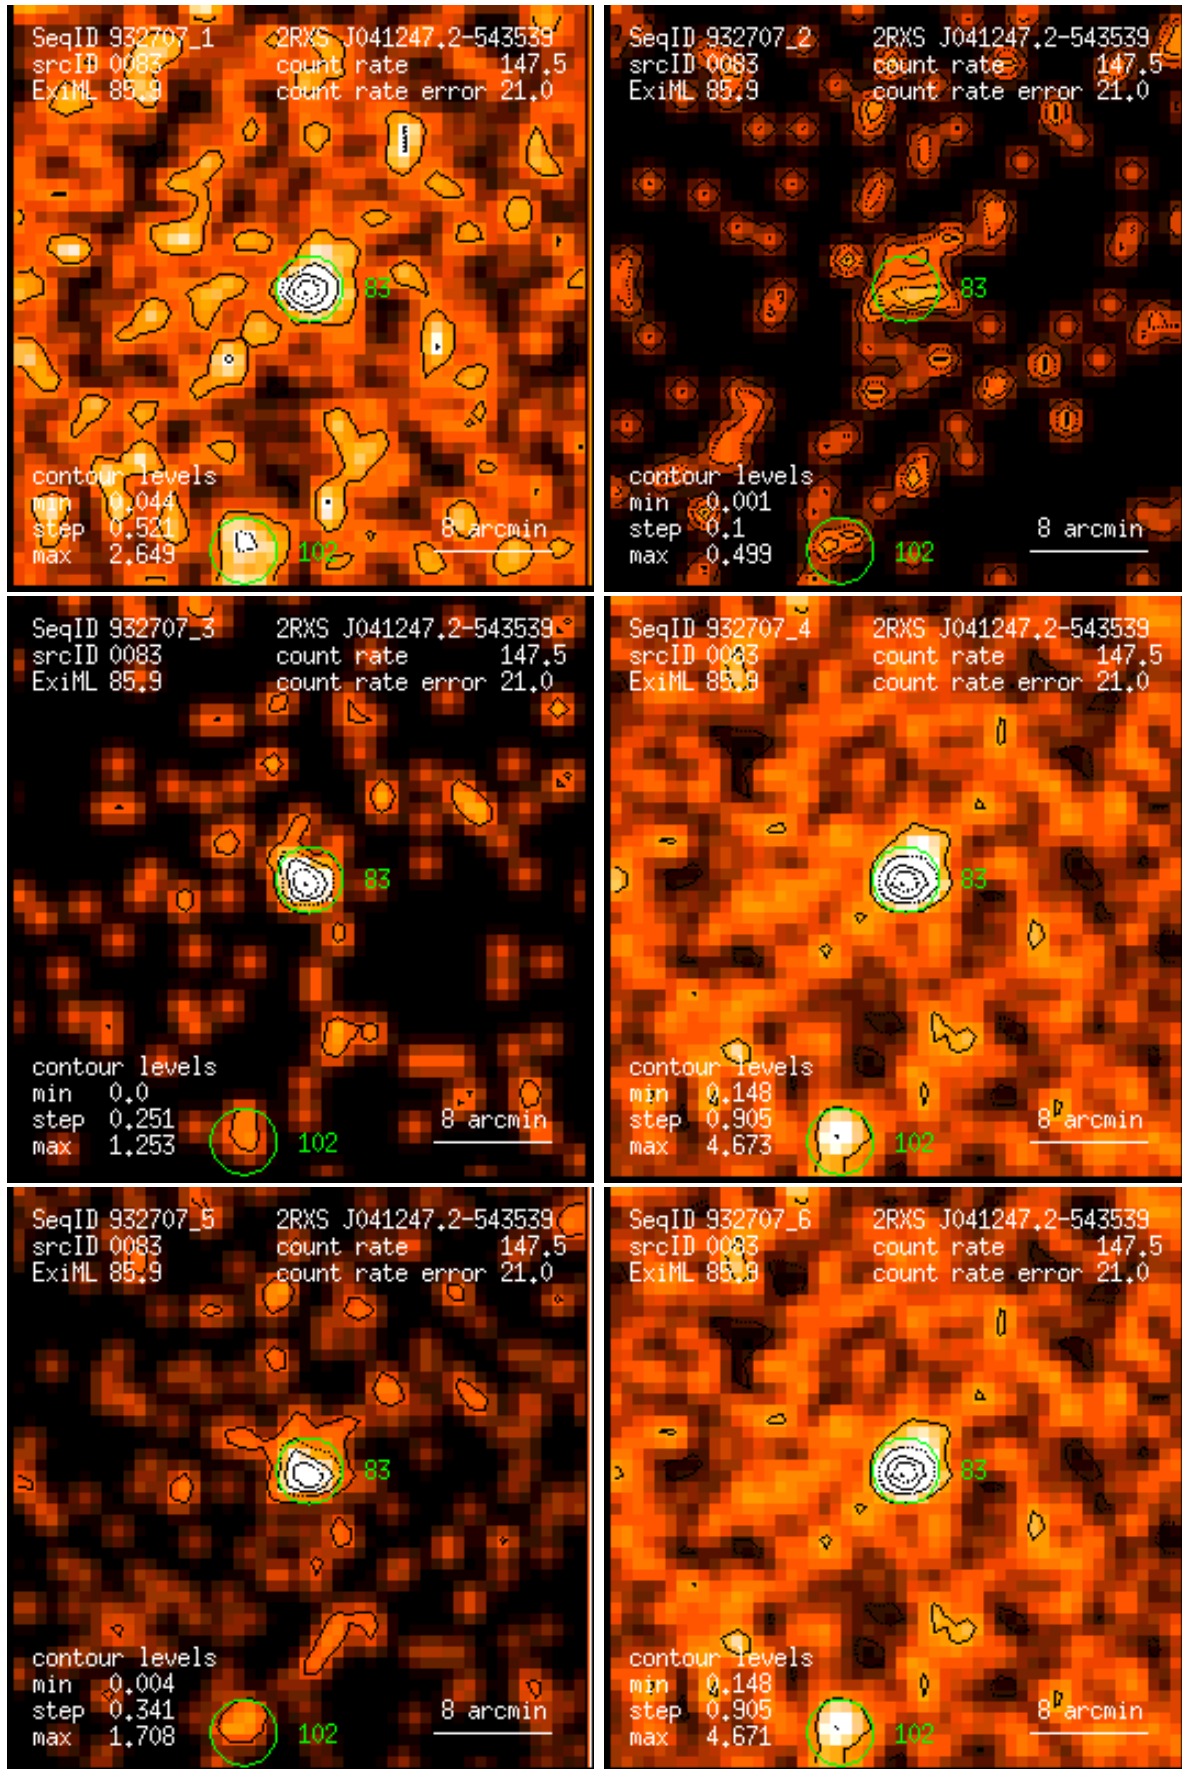 SeqID 932707_1 2RXS J041247.2-543539
srcID 0083 count rate 147.5
ExiML 85.9 count rate error 21.0
83
contour levels
min 0.044
step 0.521 8 arcmin
max 2.649 102
SeqID 932707_2 2RXS J041247.2-543539
srcID 0083 count rate 147.5
ExiML 85.9 count rate error 21.0
83
contour levels
min 0.001
step 0.1 8 arcmin
max 0.499 102
SeqID 932707_3 2RXS J041247.2-543539
srcID 0083 count rate 147.5
ExiML 85.9 count rate error 21.0
83
contour levels
min 0.0
step 0.251 8 arcmin
max 1.253 102
SeqID 932707_4 2RXS J041247.2-543539
srcID 0083 count rate 147.5
ExiML 85.9 count rate error 21.0
83
contour levels
min 0.148
step 0.905 8 arcmin
max 4.673 102
SeqID 932707_5 2RXS J041247.2-543539
srcID 0083 count rate 147.5
ExiML 85.9 count rate error 21.0
83
contour levels
min 0.004
step 0.341 8 arcmin
max 1.708 102
SeqID 932707_6 2RXS J041247.2-543539
srcID 0083 count rate 147.5
ExiML 85.9 count rate error 21.0
83
contour levels
min 0.148
step 0.905 8 arcmin
max 4.671 102